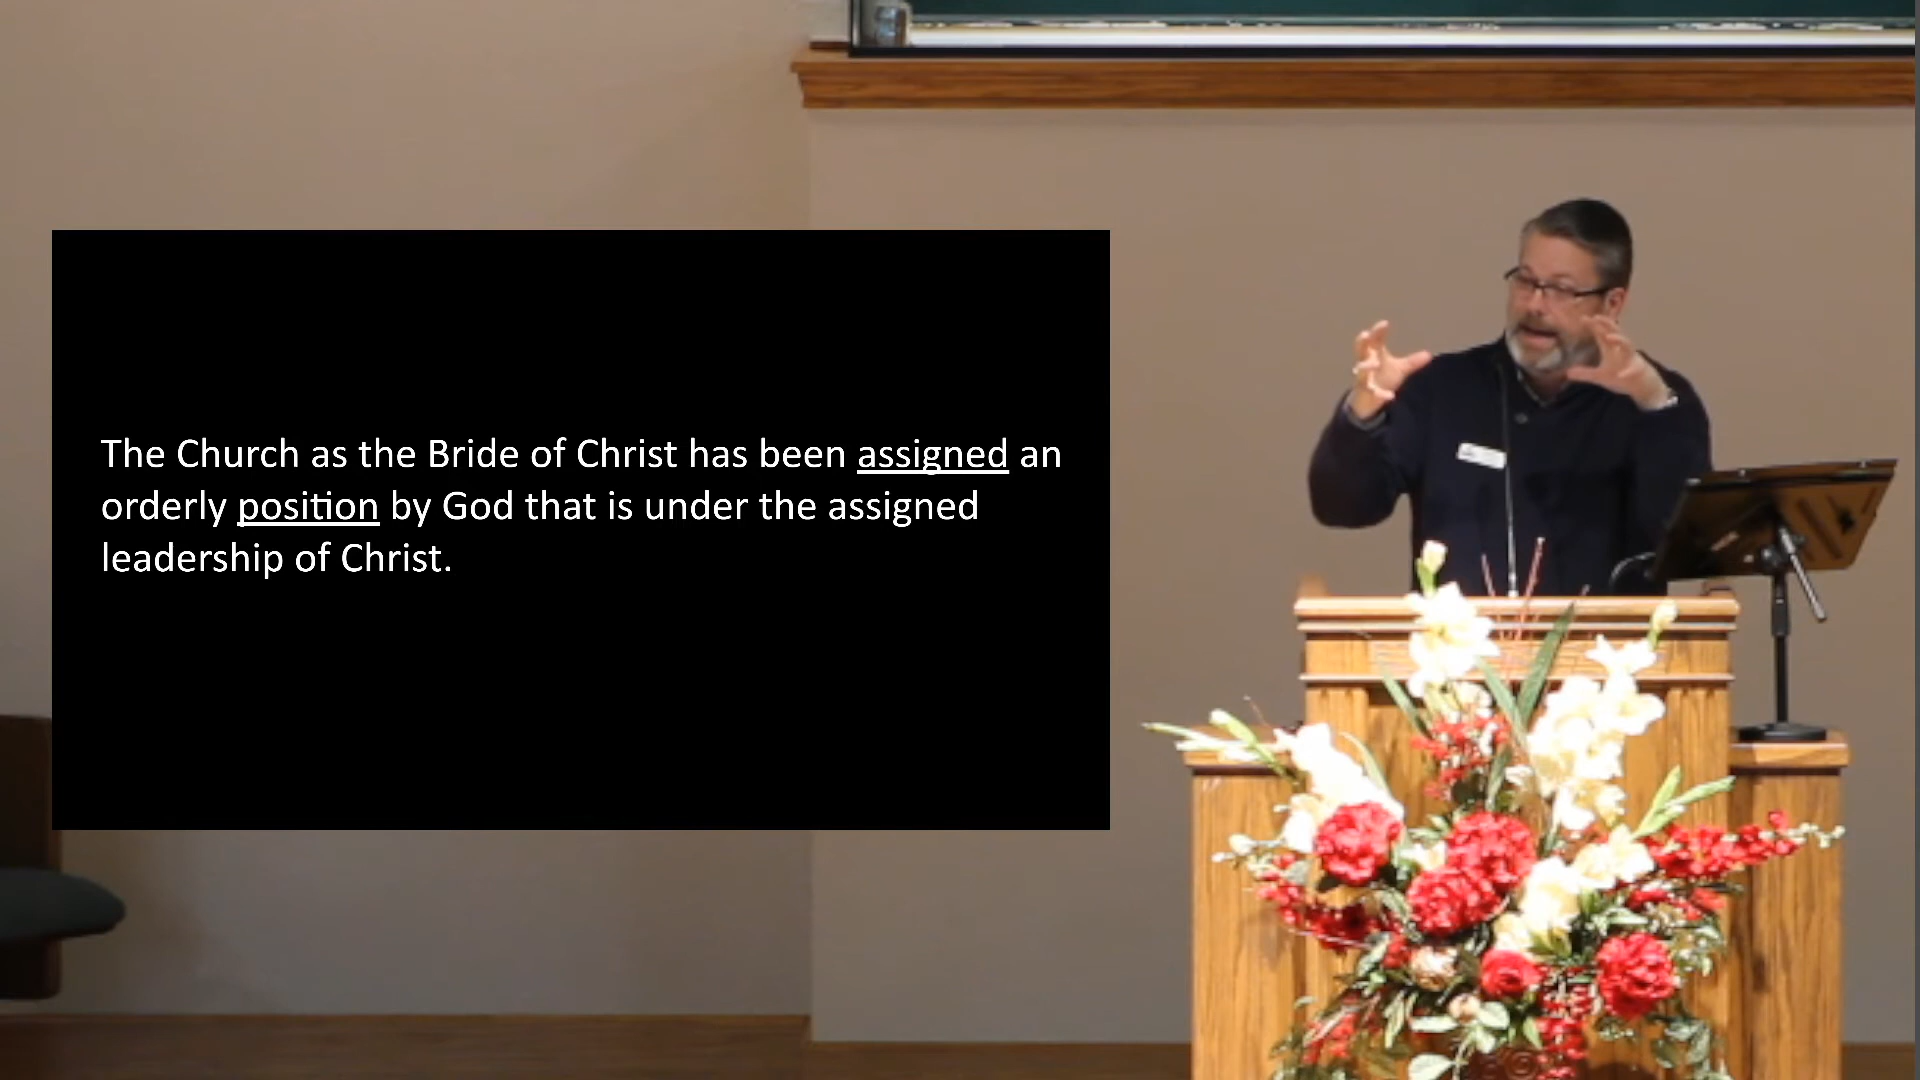 The Church as the Bride of Christ has been assigned an
orderly position by God that is under the assigned
leadership of Christ.